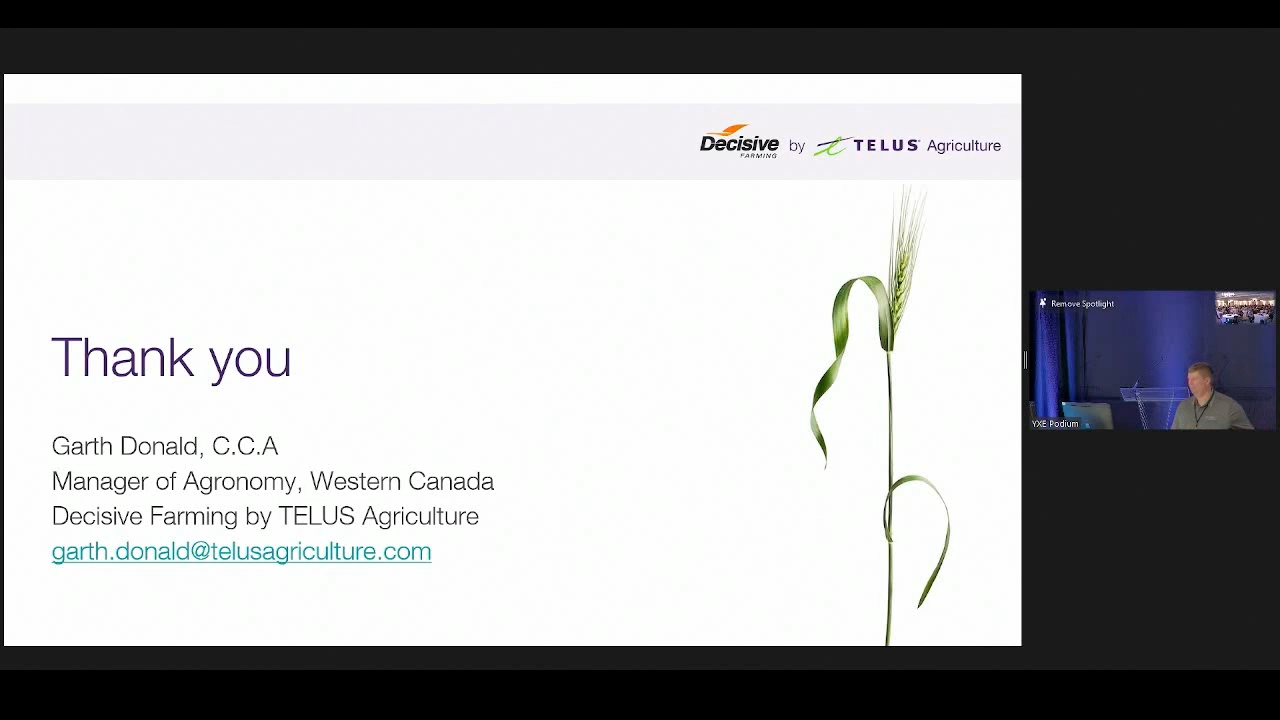 Decisive FARMING by TELUS Agriculture
Thank you
Garth Donald, C.C.A
Manager of Agronomy, Western Canada
Decisive Farming by TELUS Agriculture
garth.donald@telusagriculture.com
Remove Spotlight
YXE Podium